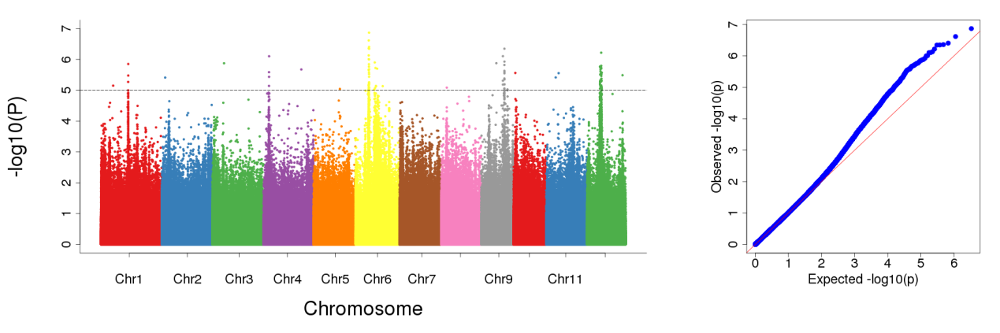 -log10(P)
7
6
5
4
3
2
1
0
Chr1 Chr2 Chr3 Chr4 Chr5 Chr6 Chr7 Chr9 Chr11
Chromosome
Observed -log10(p)
7
6
5
4
3
2
1
0
0 1 2 3 4 5 6
Expected -log10(p)